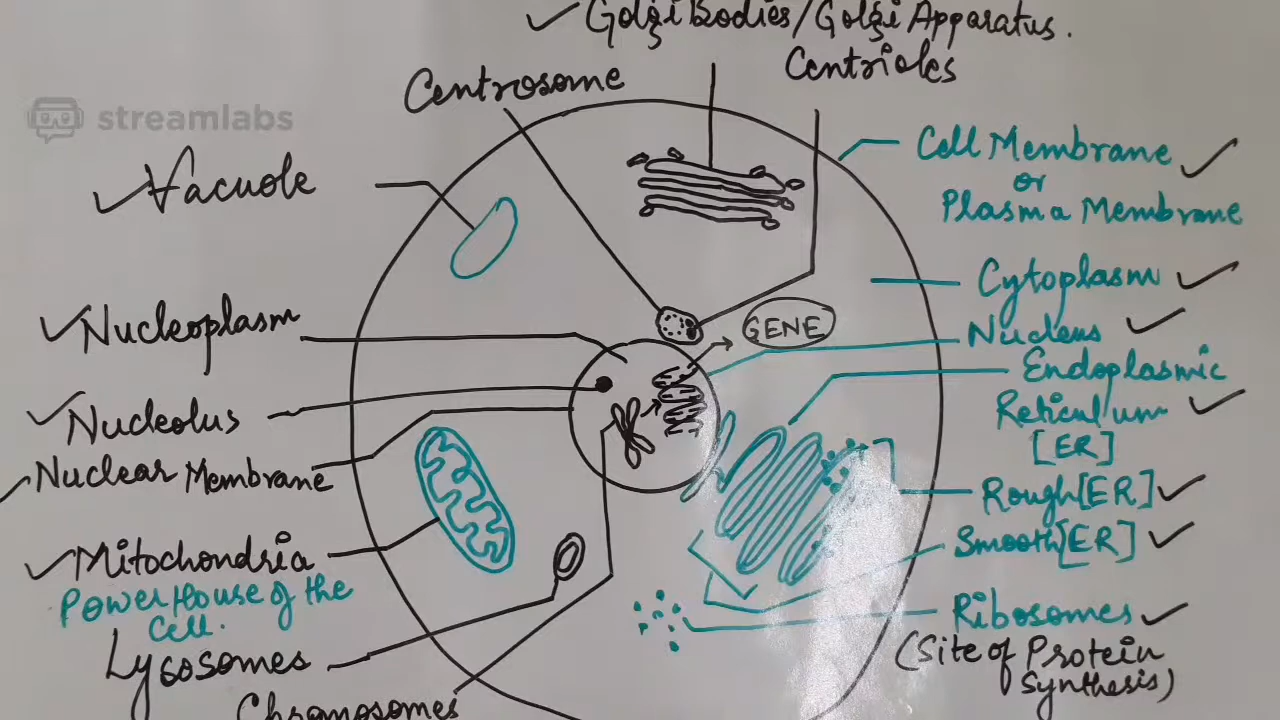 Golgi Bodies/Golgi Apparatus.
Centrioles
Centrosome
streamlabs
Vacuole
Nucleoplasm
Nucleolus
Nuclear Membrane
Mitochondria
Power House of the
Cell.
Lysosomes
Chromosomes
GENE
Cell Membrane
or
Plasma Membrane
Cytoplasm
Nucleus
Endoplasmic
Reticulum
[ER]
Rough[ER]
Smooth[ER]
Ribosomes
(Site of Protein
Synthesis)